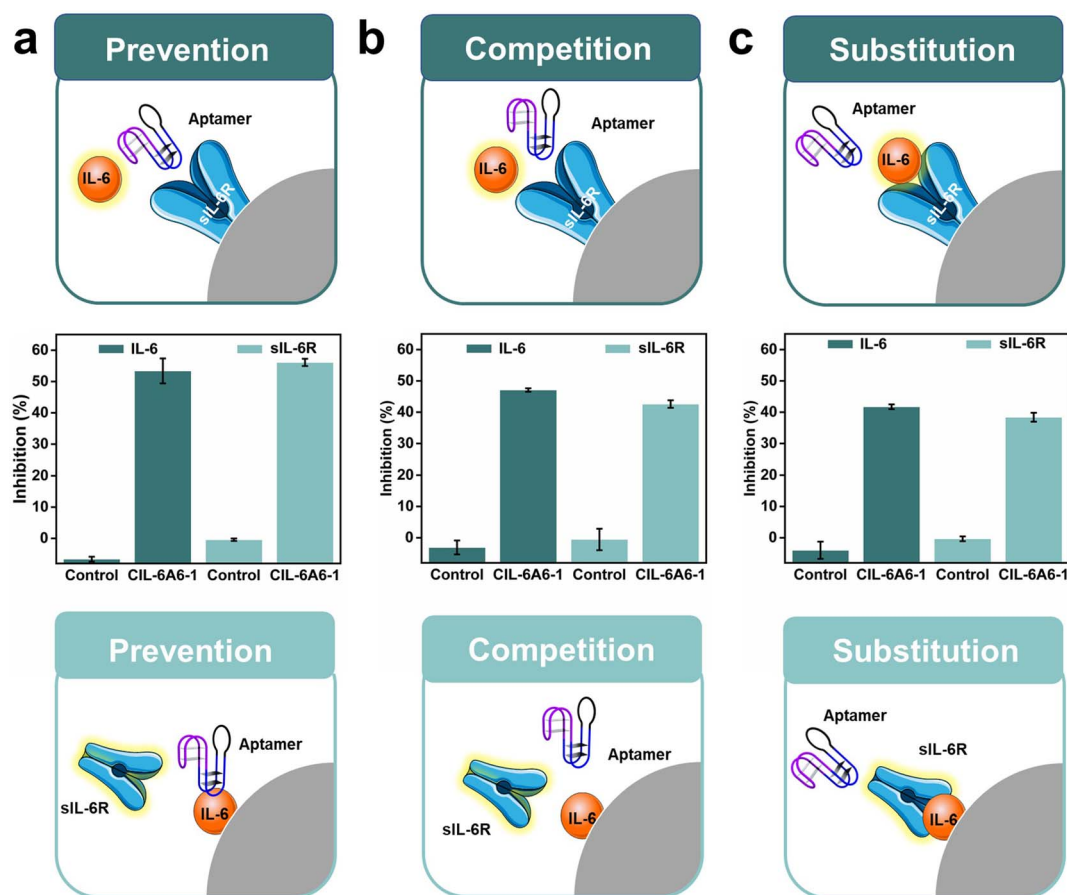 a
Prevention
Aptamer
IL-6
sIL-6R
b
Competition
Aptamer
IL-6
sIL-6R
c
Substitution
Aptamer
IL-6
sIL-6R
IL-6 sIL-6R
Inhibition (%)
60
50
40
30
20
10
0
Control CIL-6A6-1 Control CIL-6A6-1
IL-6 sIL-6R
Inhibition (%)
60
50
40
30
20
10
0
Control CIL-6A6-1 Control CIL-6A6-1
IL-6 sIL-6R
Inhibition (%)
60
50
40
30
20
10
0
Control CIL-6A6-1 Control CIL-6A6-1
Prevention
Aptamer
sIL-6R
IL-6
Competition
Aptamer
sIL-6R
IL-6
Substitution
Aptamer
sIL-6R
IL-6